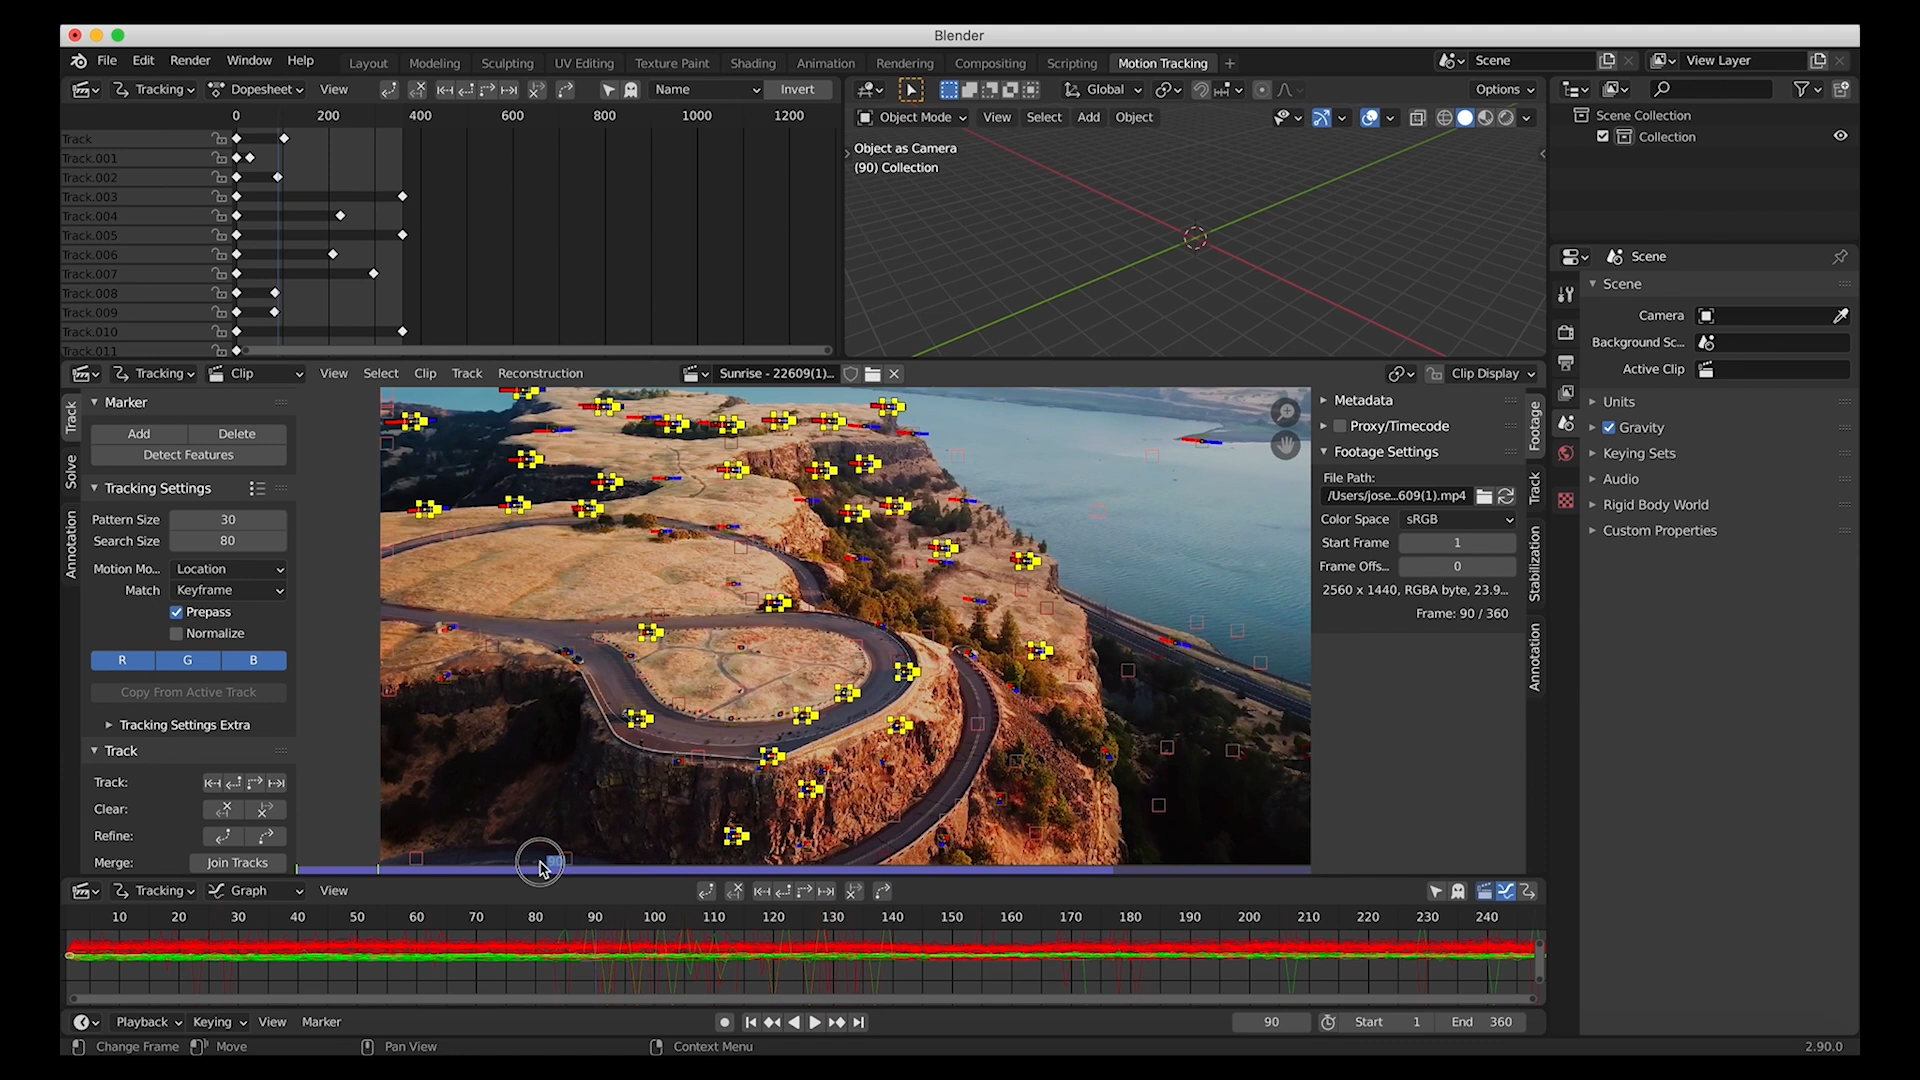 Blender
File Edit Render Window Help
Layout Modeling Sculpting UV Editing Texture Paint Shading Animation Rendering Compositing Scripting Motion Tracking +
Scene
View Layer
Tracking Dopesheet View Name Invert
0 200 400 600 800 1000 1200
Track
Track.001
Track.002
Track.003
Track.004
Track.005
Track.006
Track.007
Track.008
Track.009
Track.010
Track.011
Global Options
Object Mode View Select Add Object
Object as Camera
(90) Collection
Scene Collection
Collection
Scene
Scene
Camera
Background Sc...
Active Clip
Units
Gravity
Keying Sets
Audio
Rigid Body World
Custom Properties
Tracking Clip View Select Clip Track Reconstruction Sunrise - 22609(1)... Clip Display
Track
Solve
Annotation
Marker
Add Delete
Detect Features
Tracking Settings
Pattern Size 30
Search Size 80
Motion Mo... Location
Match Keyframe
Prepass
Normalize
R G B
Copy From Active Track
Tracking Settings Extra
Track
Track:
Clear:
Refine:
Merge: Join Tracks
90
Metadata
Proxy/Timecode
Footage Settings
File Path:
/Users/jose...609(1).mp4
Color Space sRGB
Start Frame 1
Frame Offs... 0
2560 x 1440, RGBA byte, 23.9...
Frame: 90 / 360
Footage
Track
Stabilization
Annotation
Tracking Graph View
10 20 30 40 50 60 70 80 90 100 110 120 130 140 150 160 170 180 190 200 210 220 230 240
Playback Keying View Marker 90 Start 1 End 360
Change Frame Move Pan View Context Menu 2.90.0